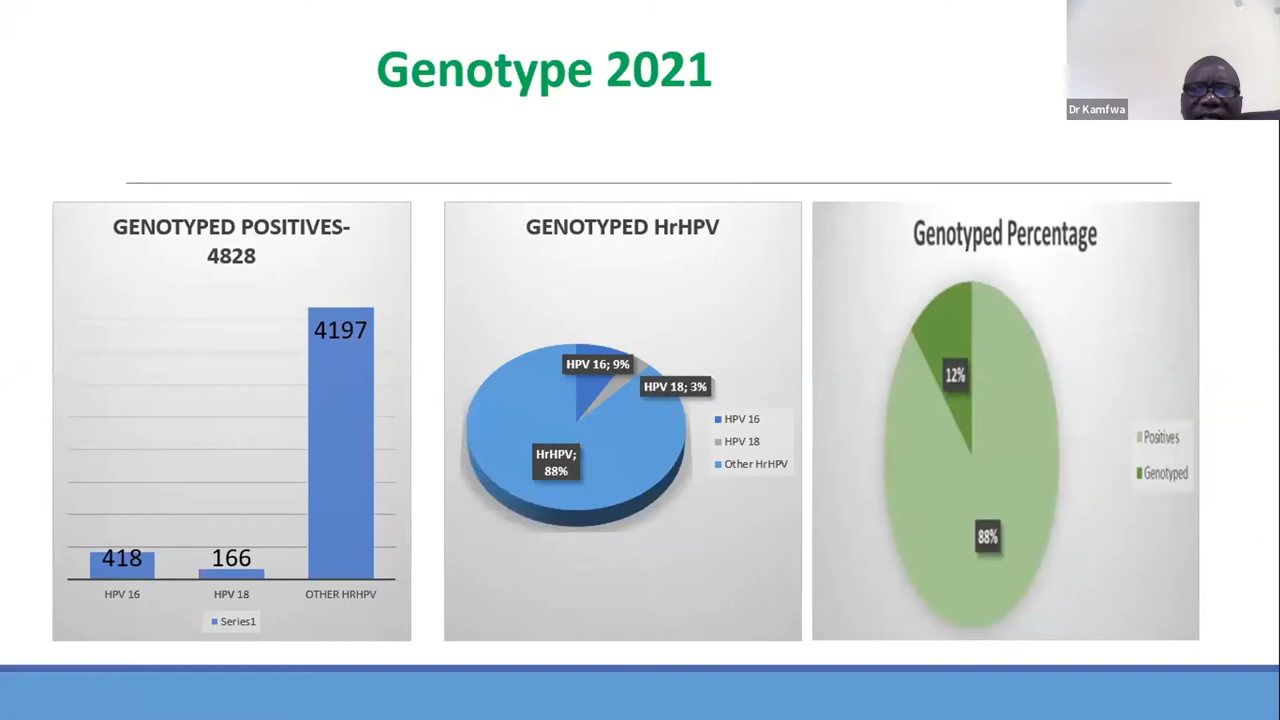 Genotype 2021
Dr Kamfwa
GENOTYPED POSITIVES-
4828
4197
418
166
HPV 16
HPV 18
OTHER HRHPV
Series1
GENOTYPED HrHPV
HPV 16; 9%
HPV 18; 3%
HrHPV;
88%
HPV 16
HPV 18
Other HrHPV
Genotyped Percentage
12%
88%
Positives
Genotyped